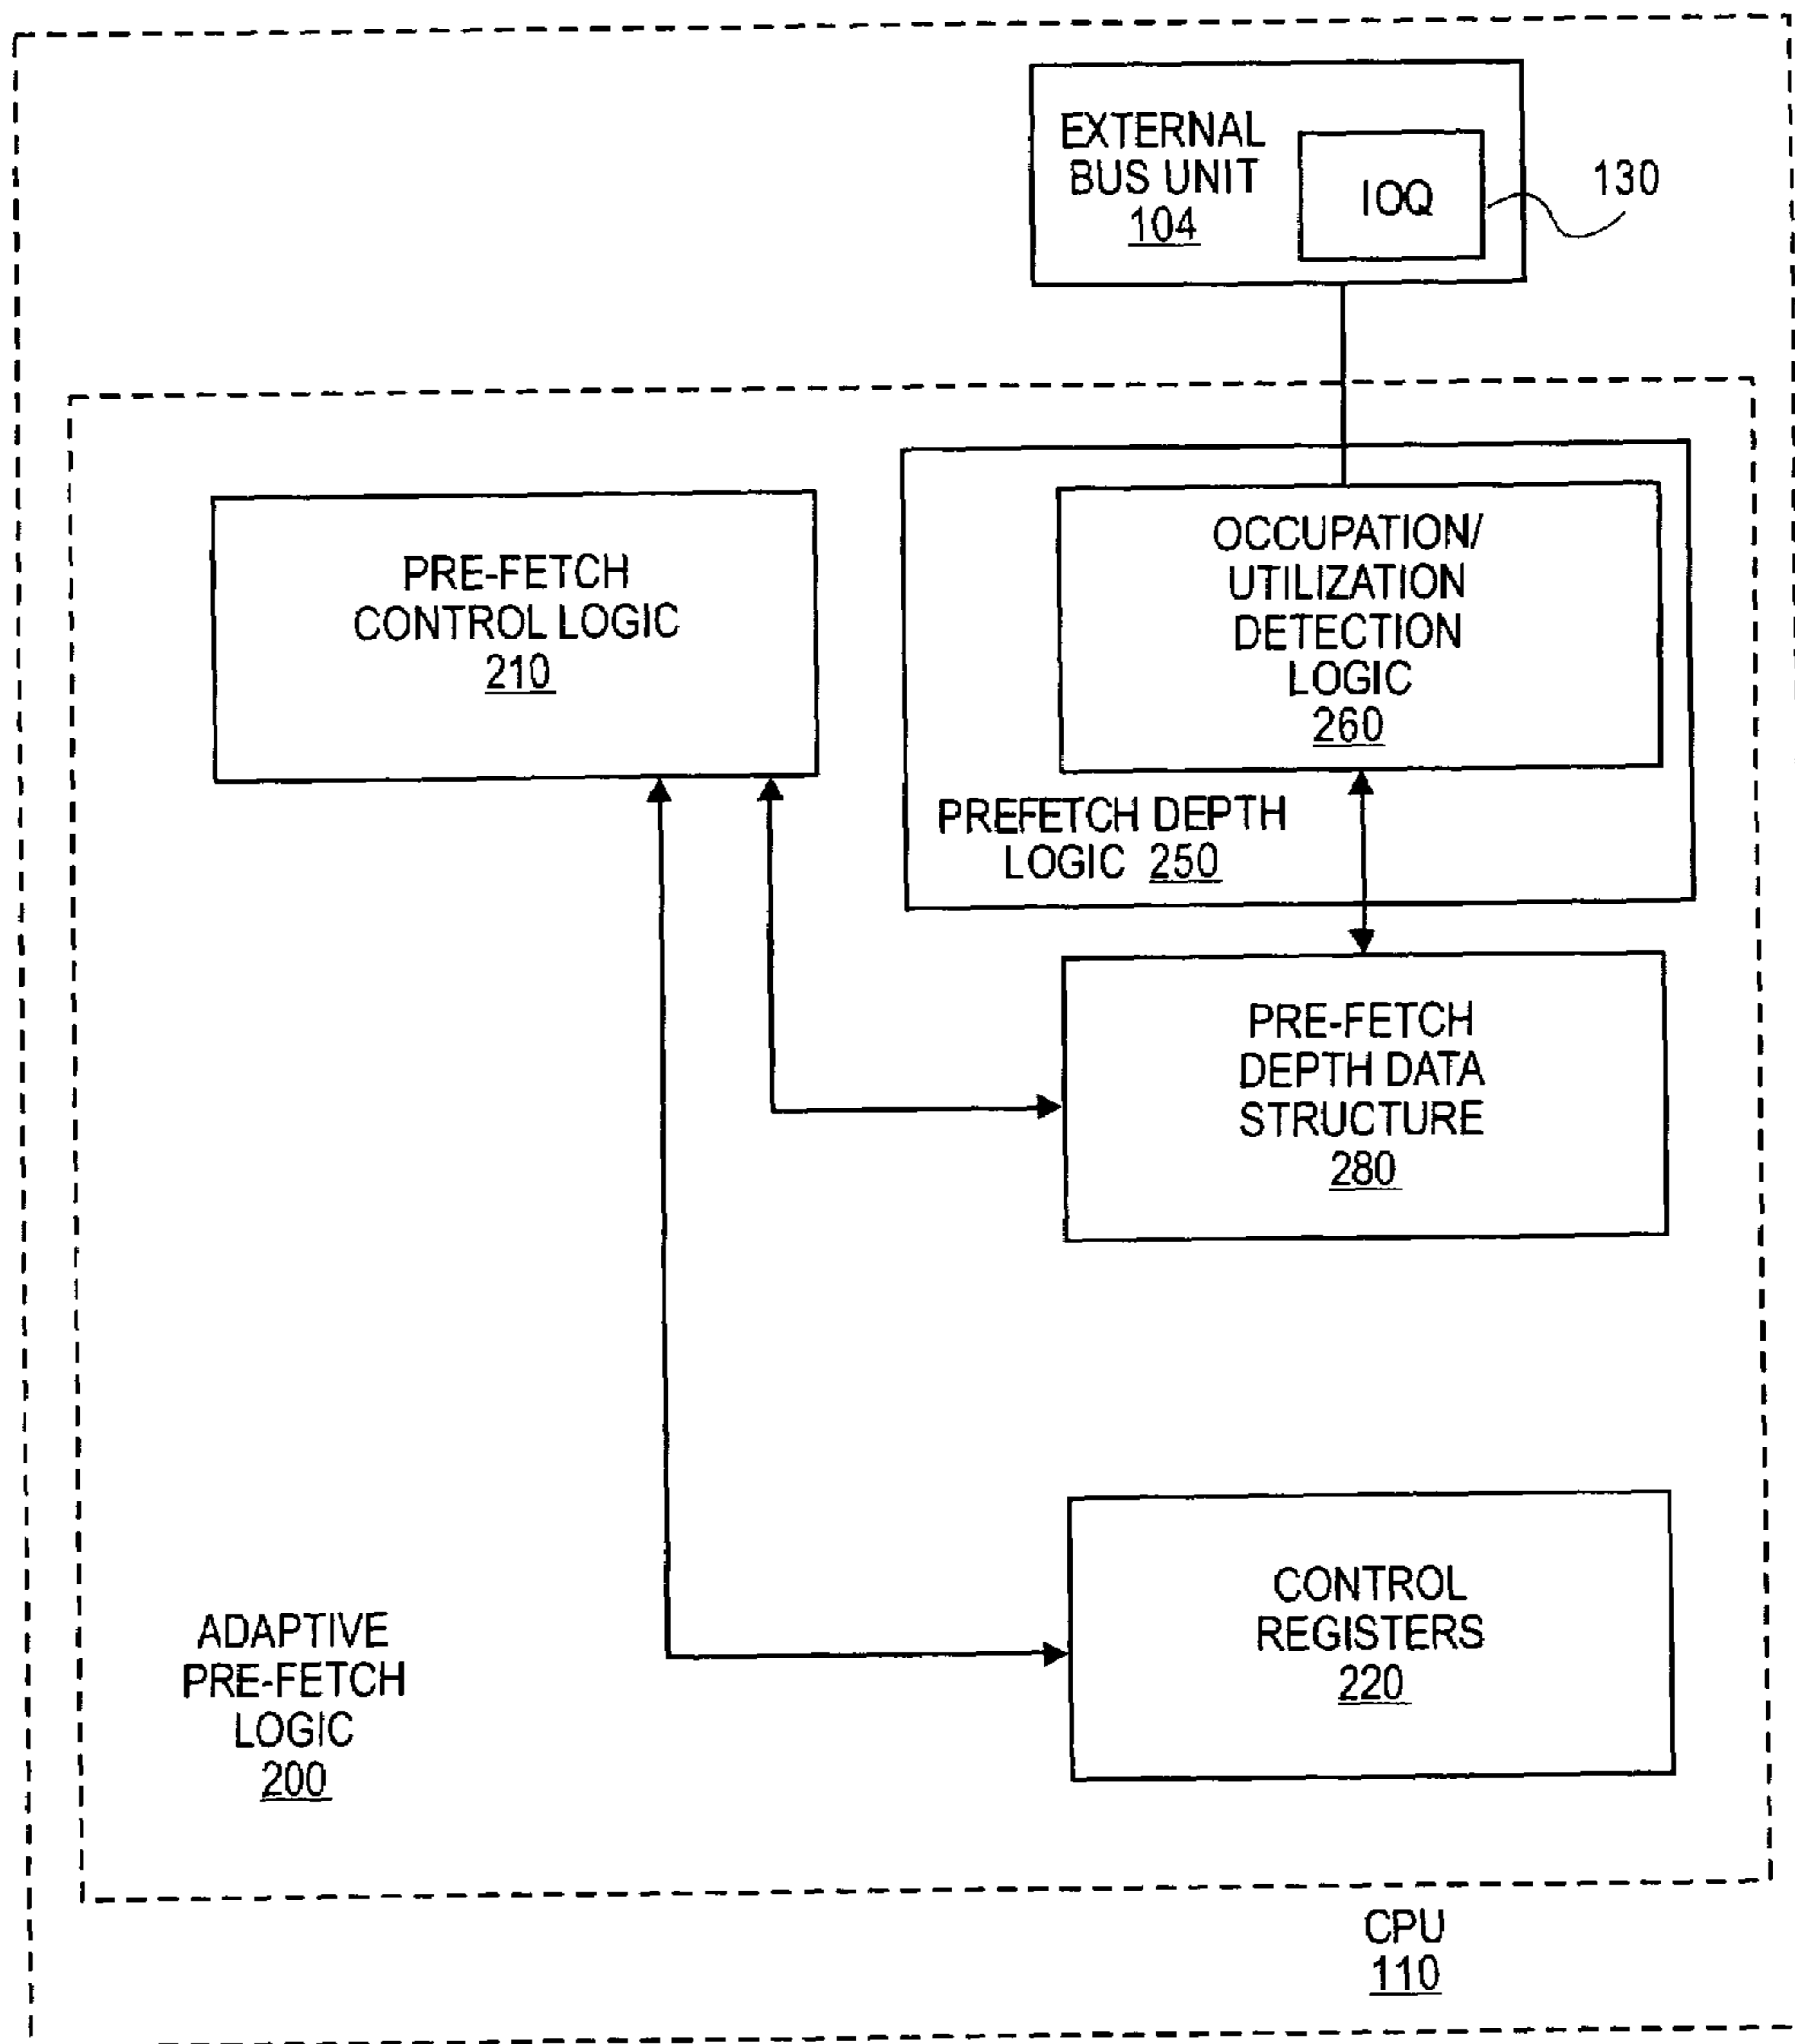 EXTERNAL
BUS UNIT
104
IOQ
130
PRE-FETCH
CONTROL LOGIC
210
OCCUPATION/
UTILIZATION
DETECTION
LOGIC
260
PREFETCH DEPTH
LOGIC 250
PRE-FETCH
DEPTH DATA
STRUCTURE
280
CONTROL
REGISTERS
220
ADAPTIVE
PRE-FETCH
LOGIC
200
CPU
110